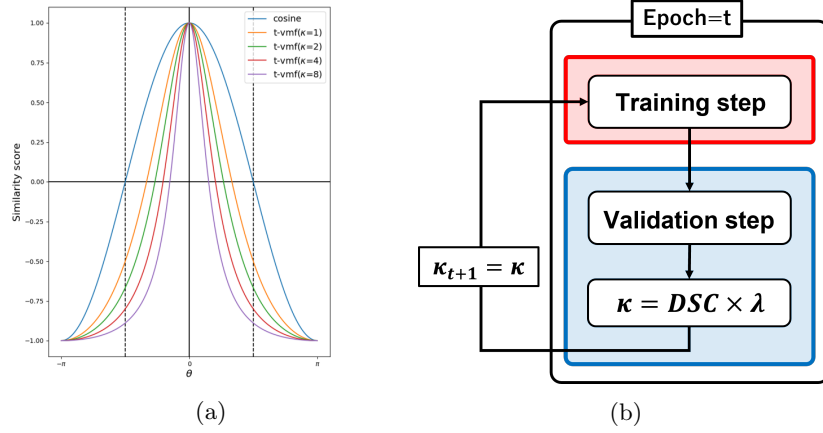 cosine
t-vmf(κ=1)
t-vmf(κ=2)
t-vmf(κ=4)
t-vmf(κ=8)
1.00
0.75
0.50
0.25
0.00
−0.25
−0.50
−0.75
−1.00
Similarity score
−π
0
π
θ
(a)
Epoch=t
Training step
Validation step
κ = DSC × λ
κₜ₊₁ = κ
(b)